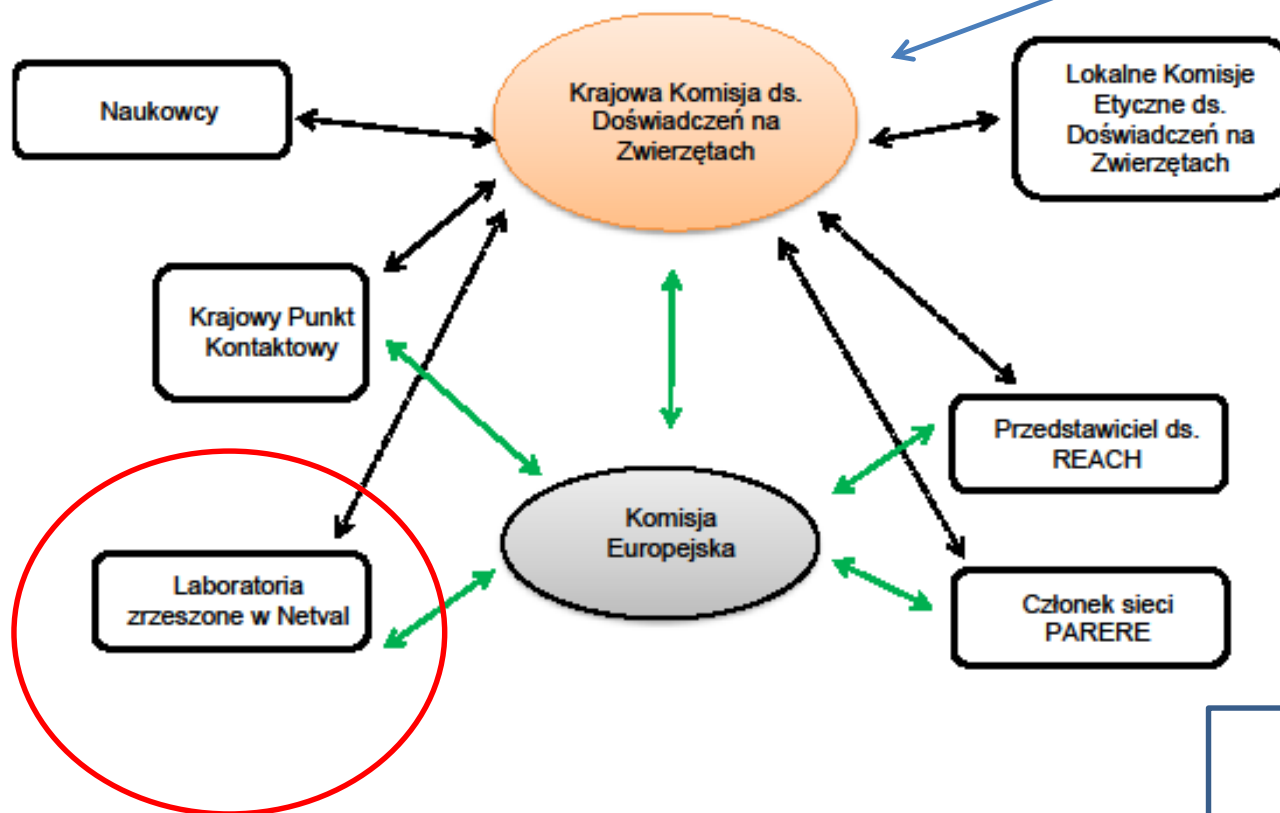 Naukowcy
Krajowa Komisja ds.
Doświadczeń na
Zwierzętach
Lokalne Komisje
Etyczne ds.
Doświadczeń na
Zwierzętach
Krajowy Punkt
Kontaktowy
Przedstawiciel ds.
REACH
Komisja
Europejska
Laboratoria
zrzeszone w Netval
Członek sieci
PARERE